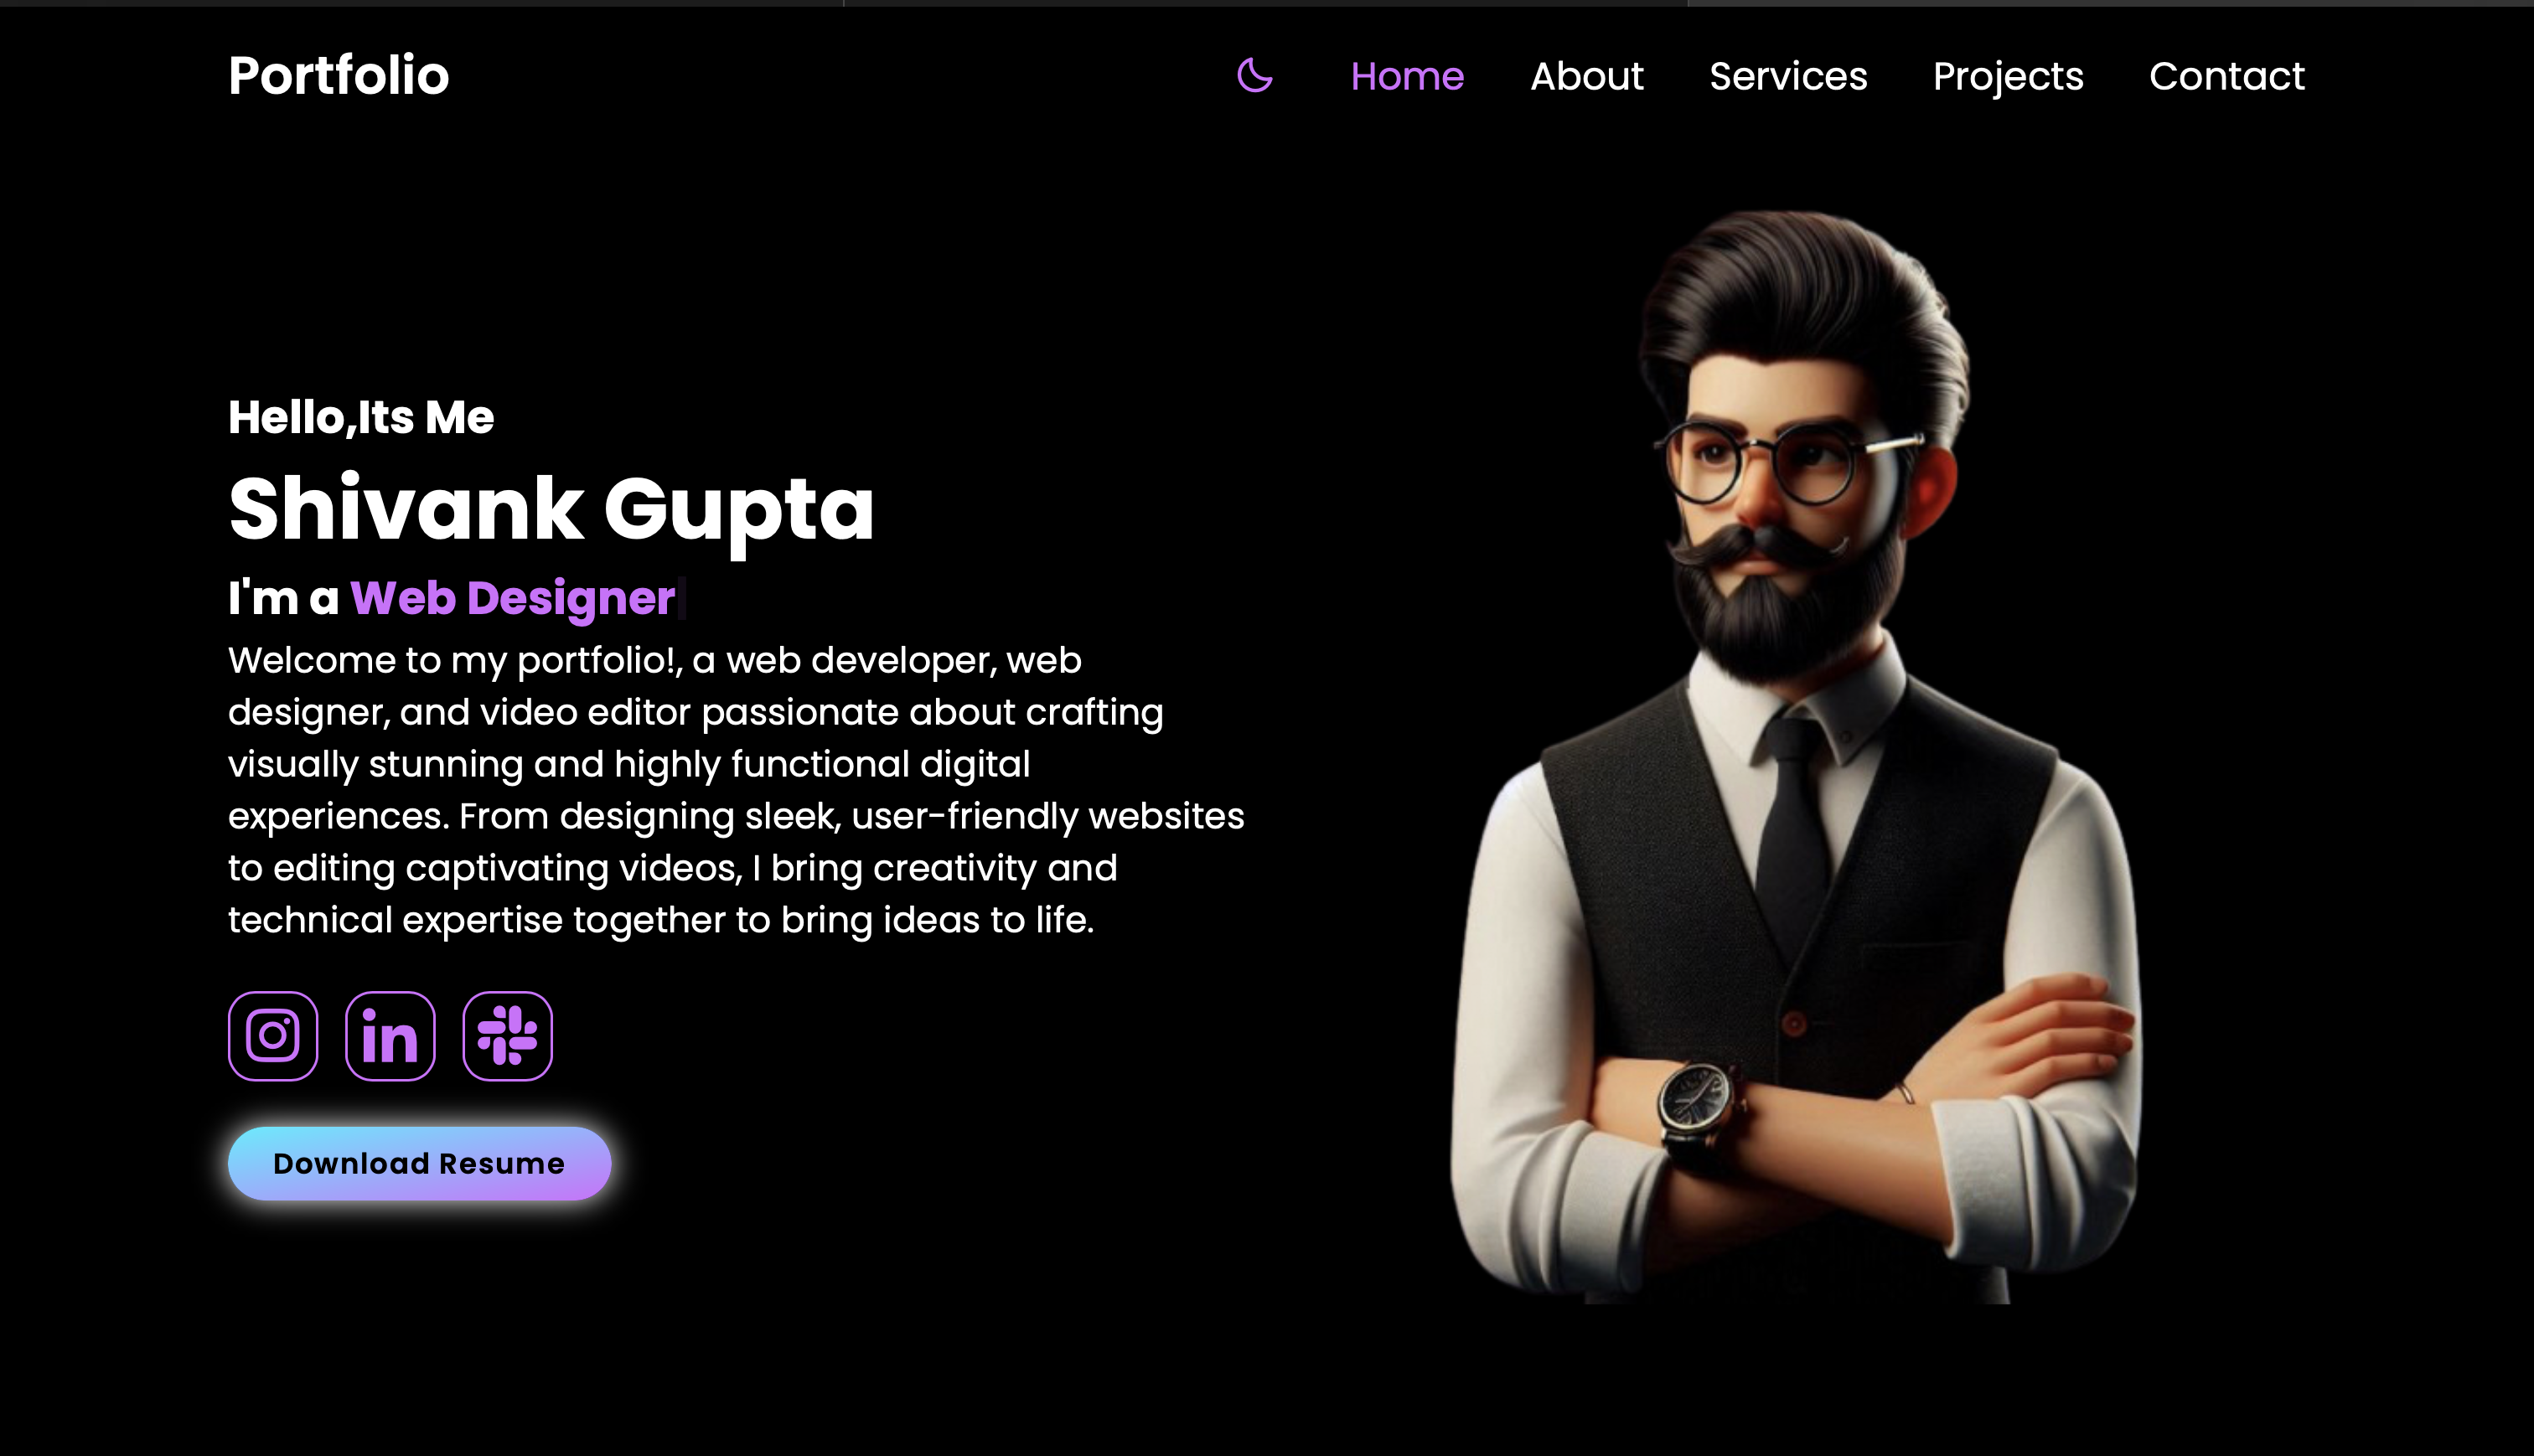 Portfolio
Home About Services Projects Contact
Hello,Its Me
Shivank Gupta
I'm a Web Designer
Welcome to my portfolio!, a web developer, web
designer, and video editor passionate about crafting
visually stunning and highly functional digital
experiences. From designing sleek, user-friendly websites
to editing captivating videos, I bring creativity and
technical expertise together to bring ideas to life.
in
Download Resume